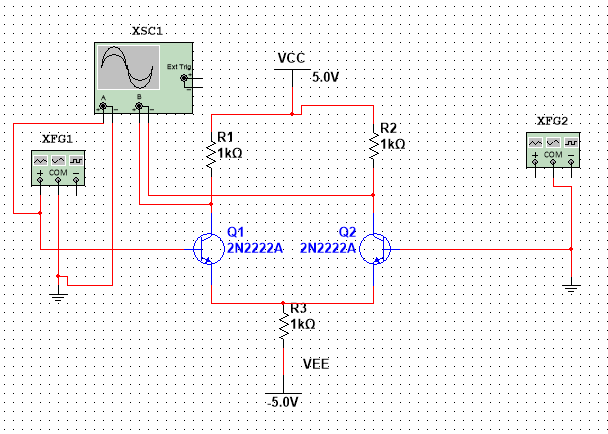 XSC1
Ext Trig
+
-
A
B
+ - + -
VCC
5.0V
XFG1
+ COM -
R1
1kΩ
R2
1kΩ
XFG2
+ COM -
Q1
2N2222A
Q2
2N2222A
R3
1kΩ
VEE
-5.0V